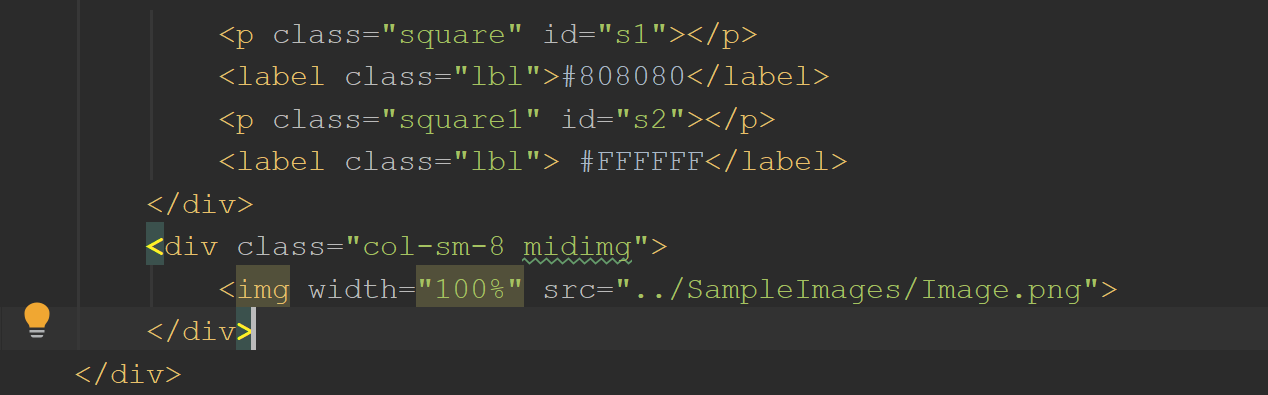 <p class="square" id="s1"></p>
<label class="lbl">#808080</label>
<p class="square1" id="s2"></p>
<label class="lbl"> #FFFFFF</label>
</div>
<div class="col-sm-8 midimg">
<img width="100%" src="../SampleImages/Image.png">
</div>
</div>